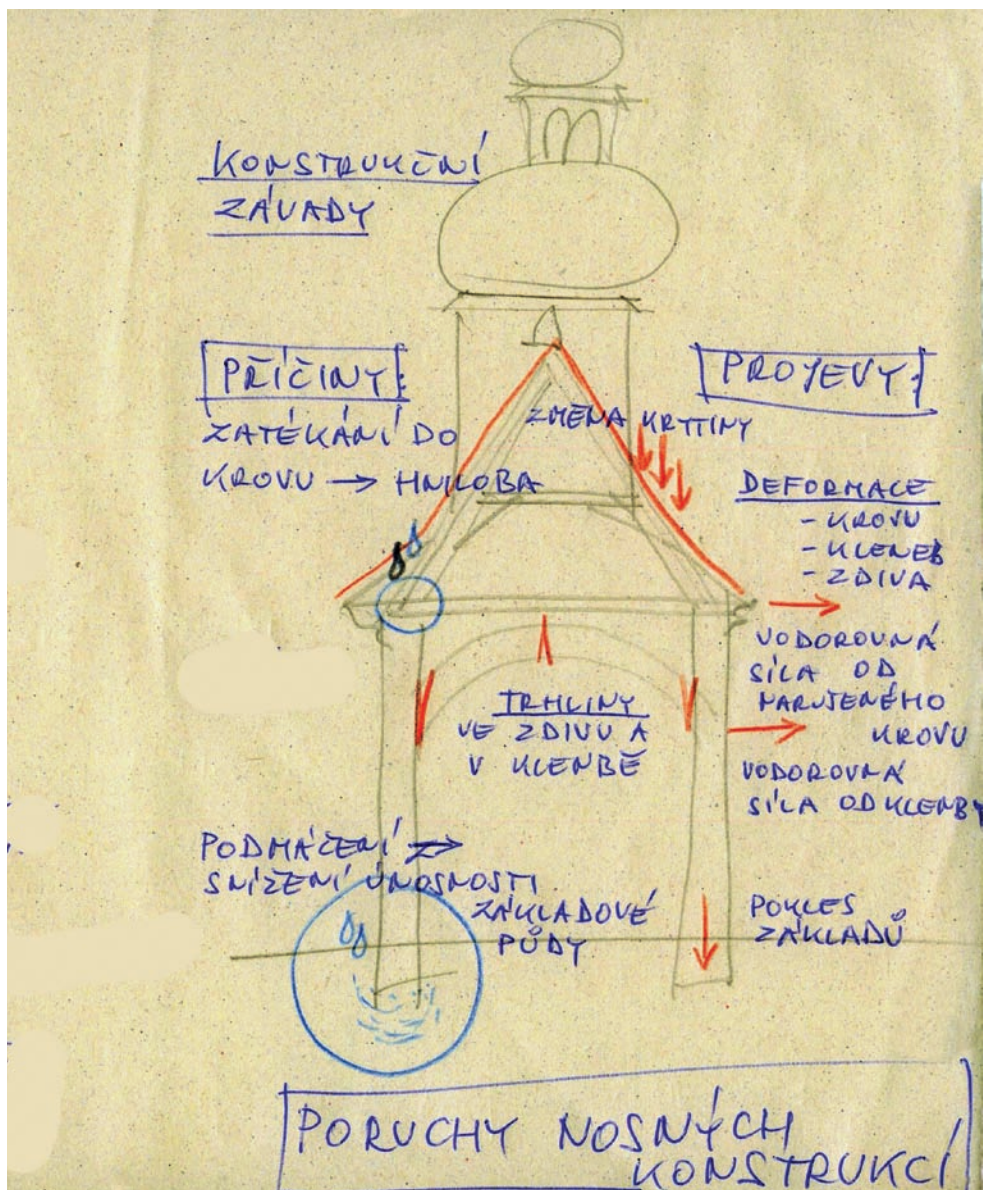 KONSTRUKČNÍ
ZÁVADY
PŘÍČINY:
ZATÉKÁNÍ DO
KROVU → HNILOBA
ZMĚNA KRYTINY
PROJEVY:
DEFORMACE
- KROVU
- KLENEB
- ZDIVA
VODOROVNÁ
SÍLA OD
NARUŠENÉHO
KROVU
VODOROVNÁ
SÍLA OD KLENBY
TRHLINY
VE ZDIVU A
V KLENBĚ
PODMÁČENÍ →
SNÍŽENÍ ÚNOSNOSTI
ZÁKLADOVÉ
PŮDY
POKLES
ZÁKLADŮ
PORUCHY NOSNÝCH
KONSTRUKCÍ